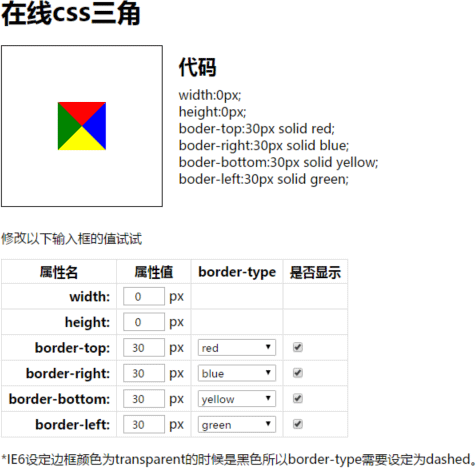 在线css三角
代码
width:0px;
height:0px;
boder-top:30px solid red;
boder-right:30px solid blue;
boder-bottom:30px solid yellow;
boder-left:30px solid green;
修改以下输入框的值试试
属性名 属性值 border-type 是否显示
width: 0 px
height: 0 px
border-top: 30 px red
border-right: 30 px blue
border-bottom: 30 px yellow
border-left: 30 px green
*IE6设定边框颜色为transparent的时候是黑色所以border-type需要设定为dashed。